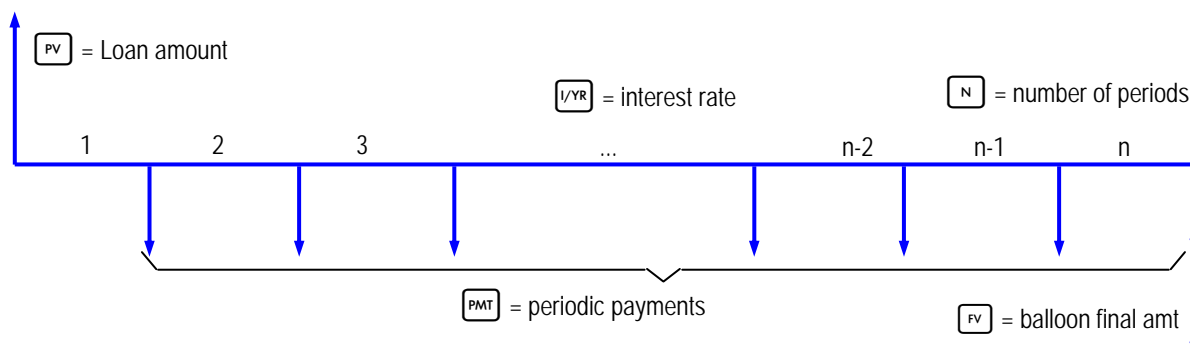 PV = Loan amount
I/YR = interest rate
N = number of periods
1 2 3 ... n-2 n-1 n
PMT = periodic payments
FV = balloon final amt